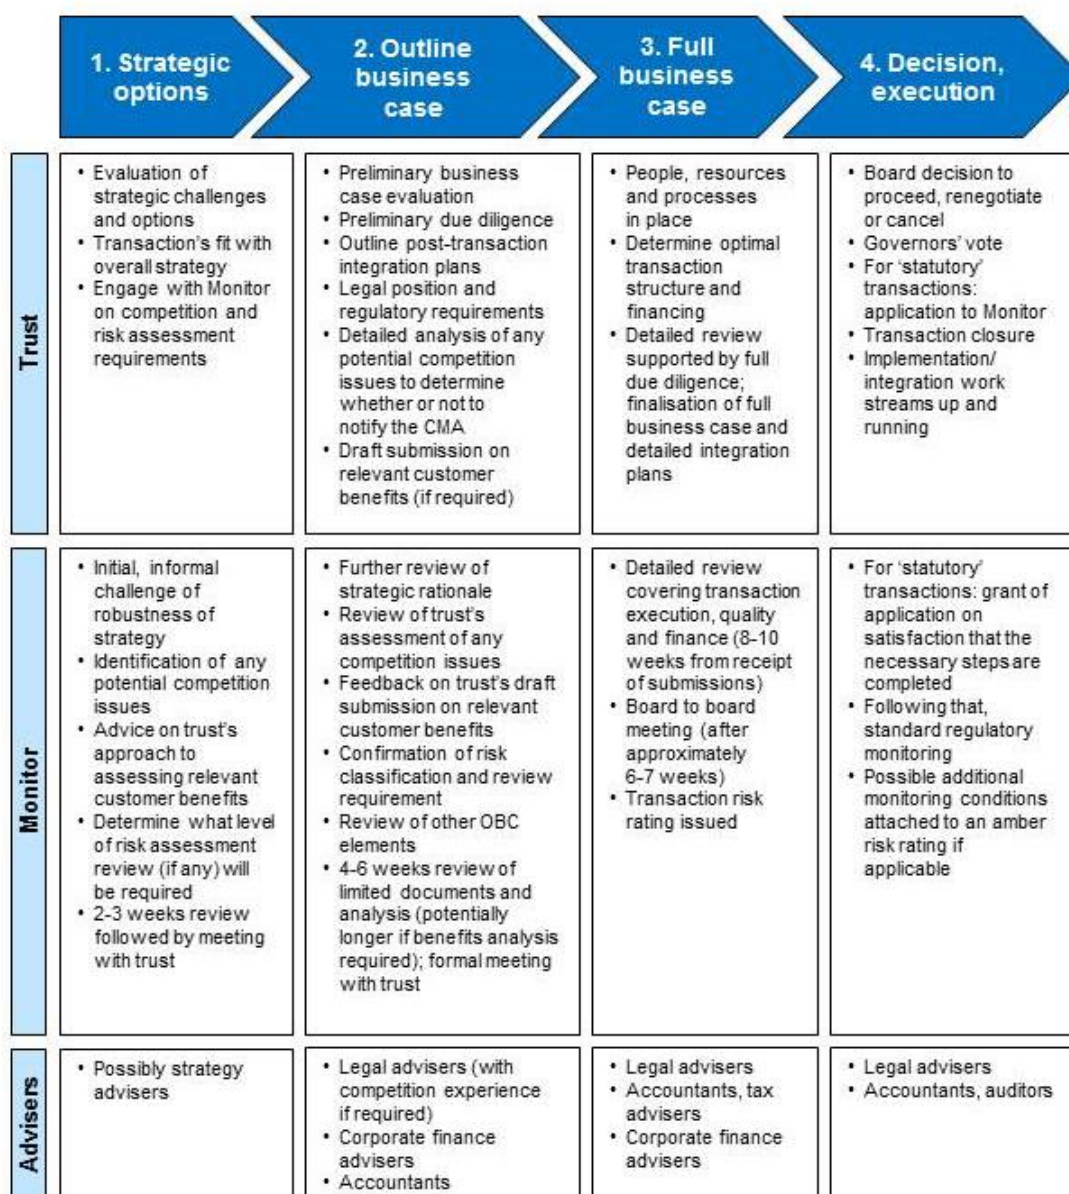 1. Strategic
options
2. Outline
business
case
3. Full
business
case
4. Decision,
execution
Trust
• Evaluation of
strategic challenges
and options
• Transaction's fit with
overall strategy
• Engage with Monitor
on competition and
risk assessment
requirements
• Preliminary business
case evaluation
• Preliminary due diligence
• Outline post-transaction
integration plans
• Legal position and
regulatory requirements
• Detailed analysis of any
potential competition
issues to determine
whether or not to
notify the CMA
• Draft submission on
relevant customer
benefits (if required)
• People, resources
and processes
in place
• Determine optimal
transaction
structure and
financing
• Detailed review
supported by full
due diligence;
finalisation of full
business case and
detailed integration
plans
• Board decision to
proceed, renegotiate
or cancel
• Governors' vote
• For 'statutory'
transactions:
application to Monitor
• Transaction closure
• Implementation/
integration work
streams up and
running
Monitor
• Initial, informal
challenge of
robustness of
strategy
• Identification of any
potential competition
issues
• Advice on trust's
approach to
assessing relevant
customer benefits
• Determine what level
of risk assessment
review (if any) will
be required
• 2-3 weeks review
followed by meeting
with trust
• Further review of
strategic rationale
• Review of trust's
assessment of any
competition issues
• Feedback on trust's draft
submission on relevant
customer benefits
• Confirmation of risk
classification and review
requirement
• Review of other OBC
elements
• 4-6 weeks review of
limited documents and
analysis (potentially
longer if benefits analysis
required); formal meeting
with trust
• Detailed review
covering transaction
execution, quality
and finance (8-10
weeks from receipt
of submissions)
• Board to board
meeting (after
approximately
6-7 weeks)
• Transaction risk
rating issued
• For 'statutory'
transactions: grant of
application on
satisfaction that the
necessary steps are
completed
• Following that,
standard regulatory
monitoring
• Possible additional
monitoring conditions
attached to an amber
risk rating if
applicable
Advisers
• Possibly strategy
advisers
• Legal advisers (with
competition experience
if required)
• Corporate finance
advisers
• Accountants
• Legal advisers
• Accountants, tax
advisers
• Corporate finance
advisers
• Legal advisers
• Accountants, auditors